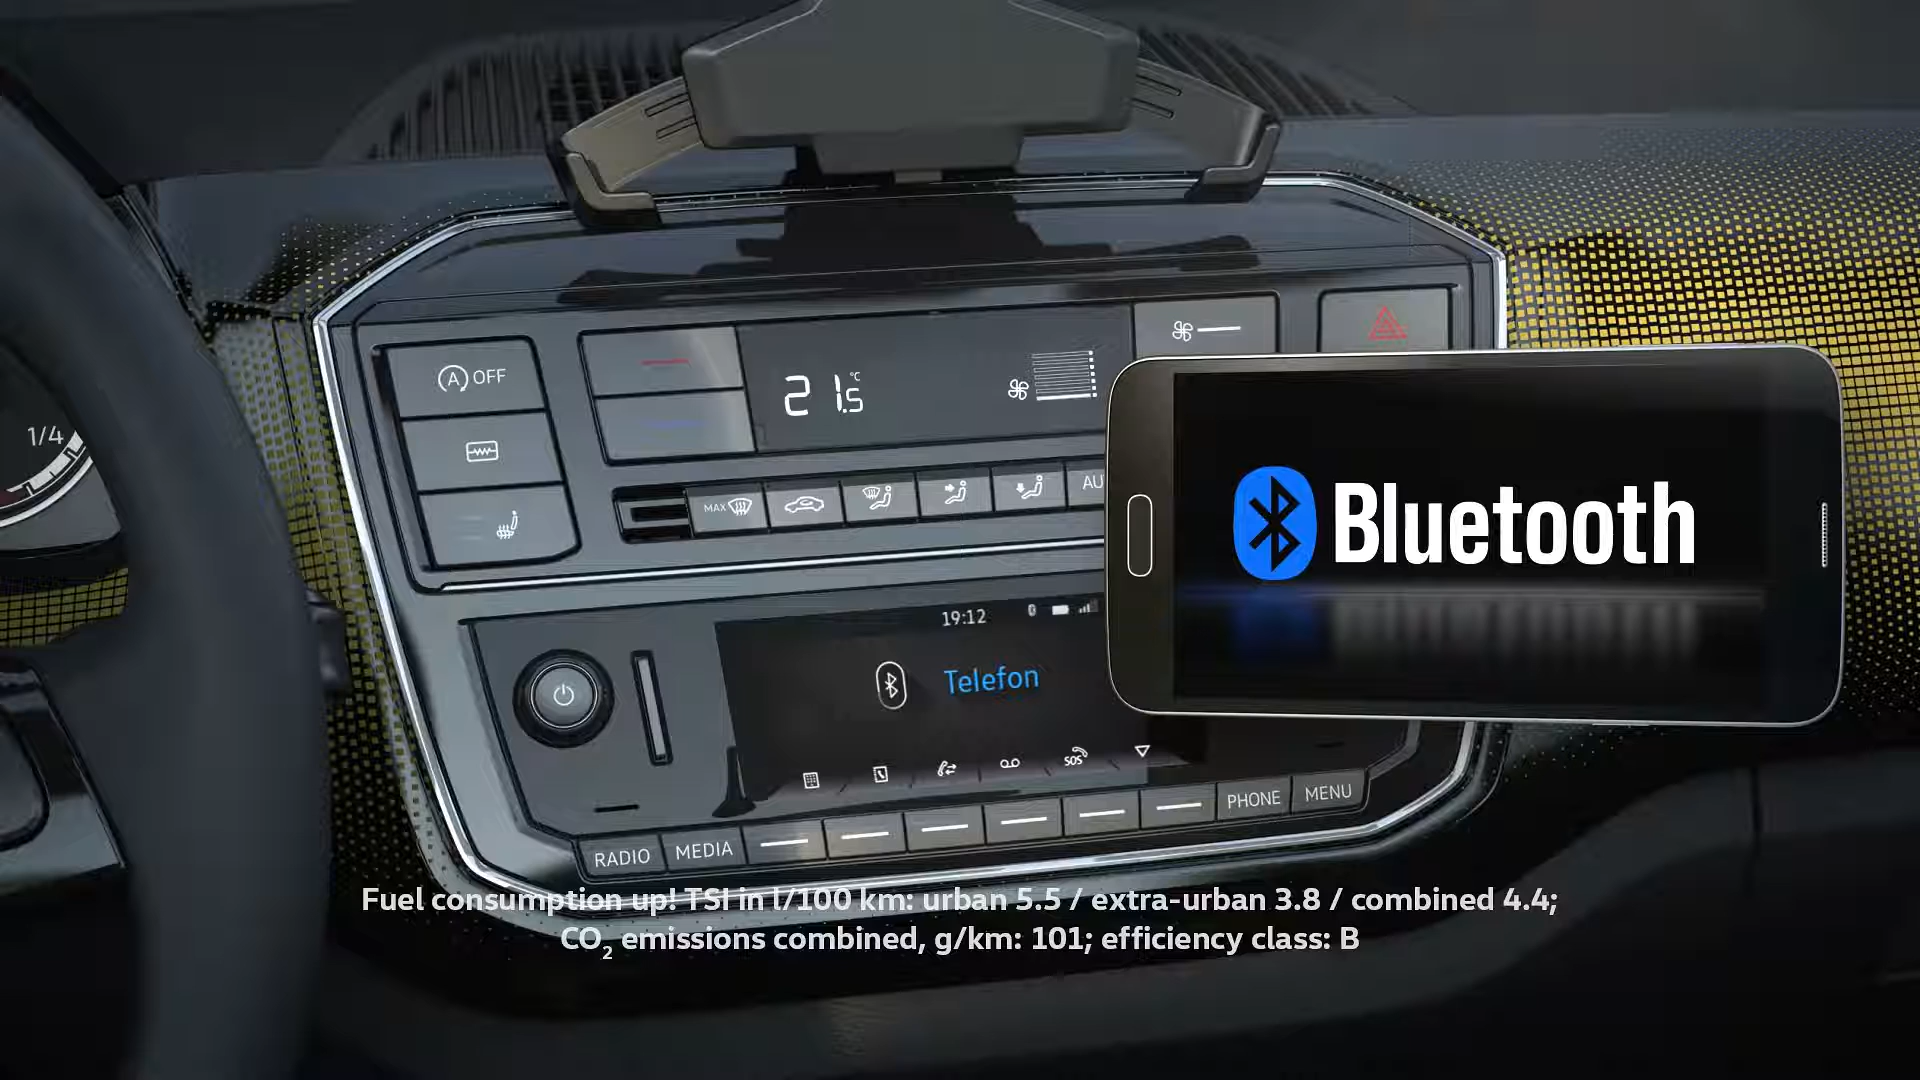 1/4
OFF
21.5 °C
MAX
AU
Bluetooth
19:12
Telefon
SOS
PHONE
MENU
RADIO
MEDIA
Fuel consumption up! TSI in l/100 km: urban 5.5 / extra-urban 3.8 / combined 4.4;
CO₂ emissions combined, g/km: 101; efficiency class: B